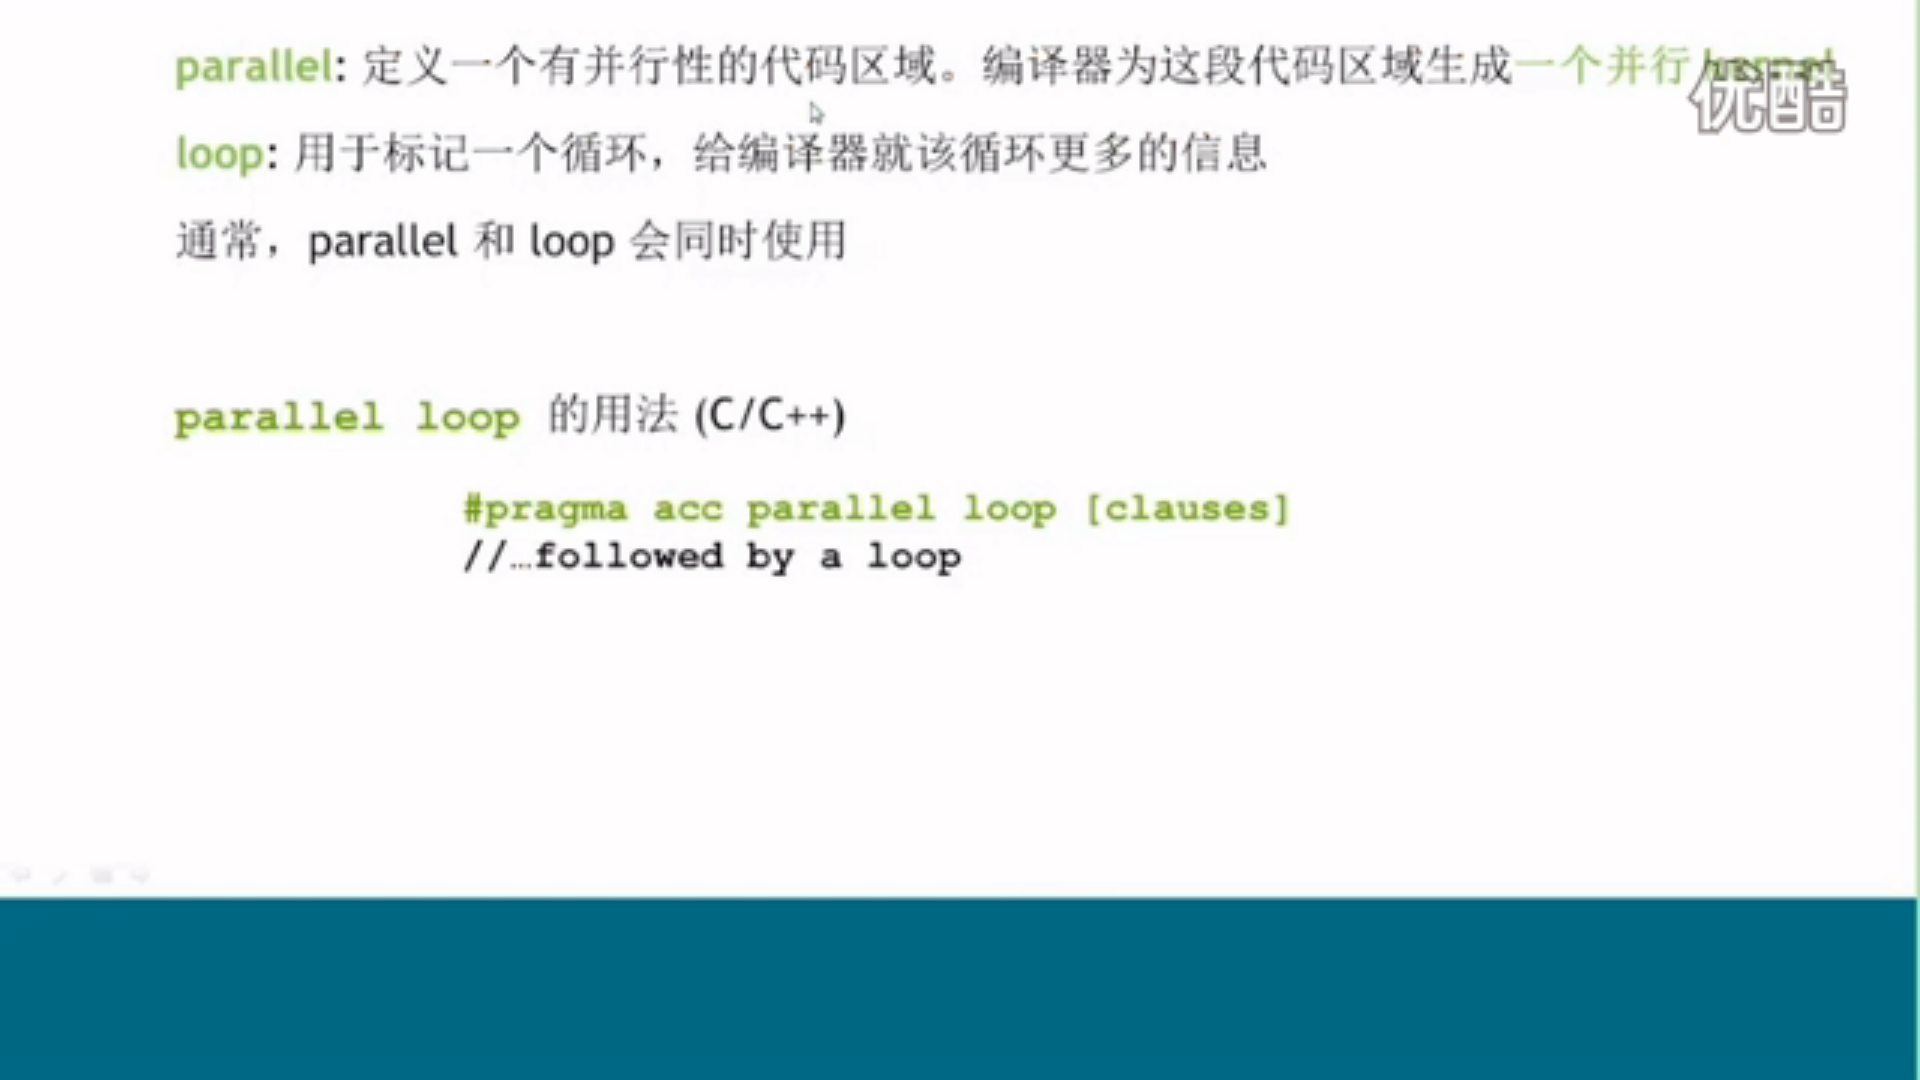 parallel: 定义一个有并行性的代码区域。编译器为这段代码区域生成一个并行
优酷
loop: 用于标记一个循环，给编译器就该循环更多的信息
通常，parallel 和 loop 会同时使用
parallel loop 的用法 (C/C++)
#pragma acc parallel loop [clauses]
//…followed by a loop